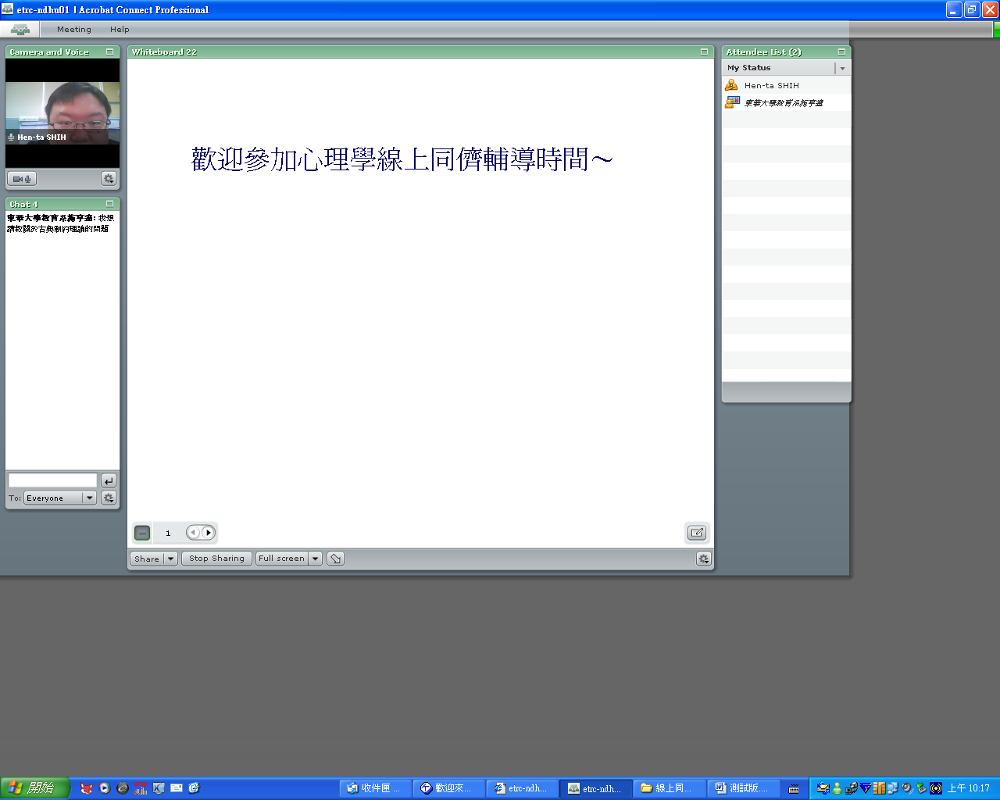 etrc-ndhu01 | Acrobat Connect Professional
Meeting Help
Camera and Voice
Hen-ta SHIH
Chat 4
東華大學教育系施亨達: 我想
請教關於古典制約理論的問題
To: Everyone
Whiteboard 22
歡迎參加心理學線上同儕輔導時間～
1
Share
Stop Sharing
Full screen
Attendee List (2)
My Status
Hen-ta SHIH
東華大學教育系施亨達
開始
收件匣 ...
歡迎來...
etrc-ndh...
etrc-ndh...
線上同...
測試版...
上午 10:17